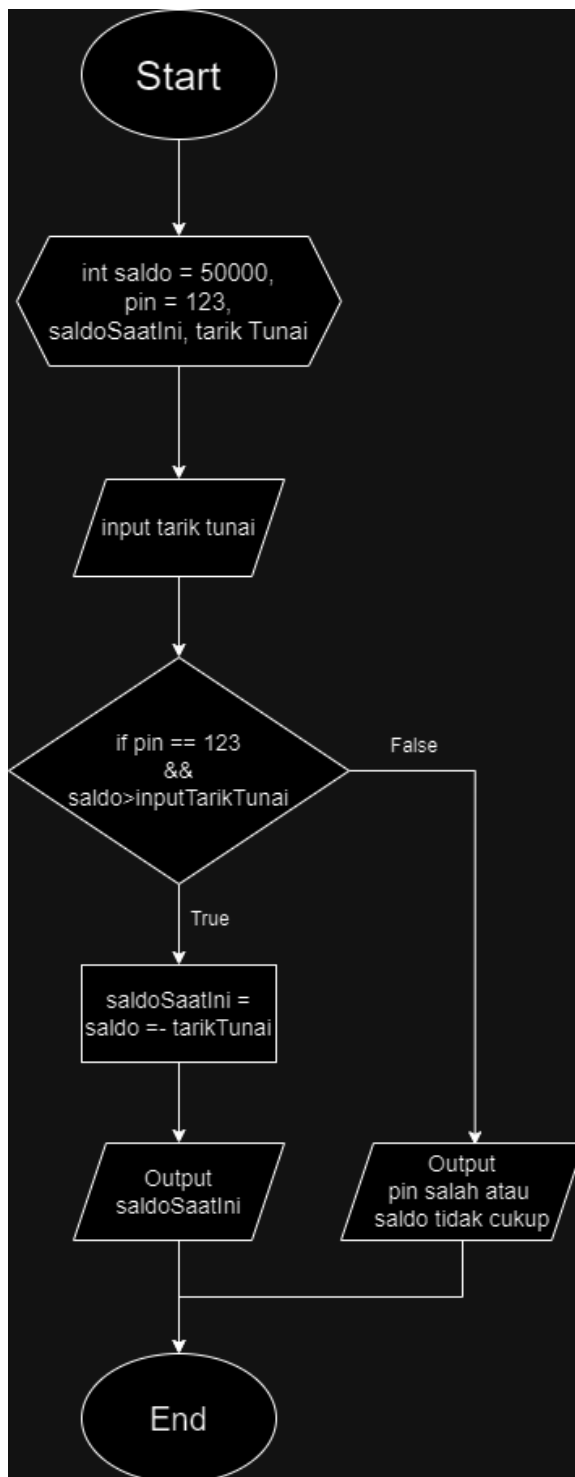 Start
int saldo = 50000,
pin = 123,
saldoSaatIni, tarik Tunai
input tarik tunai
if pin == 123
&&
saldo>inputTarikTunai
False
True
saldoSaatIni =
saldo =- tarikTunai
Output
saldoSaatIni
Output
pin salah atau
saldo tidak cukup
End